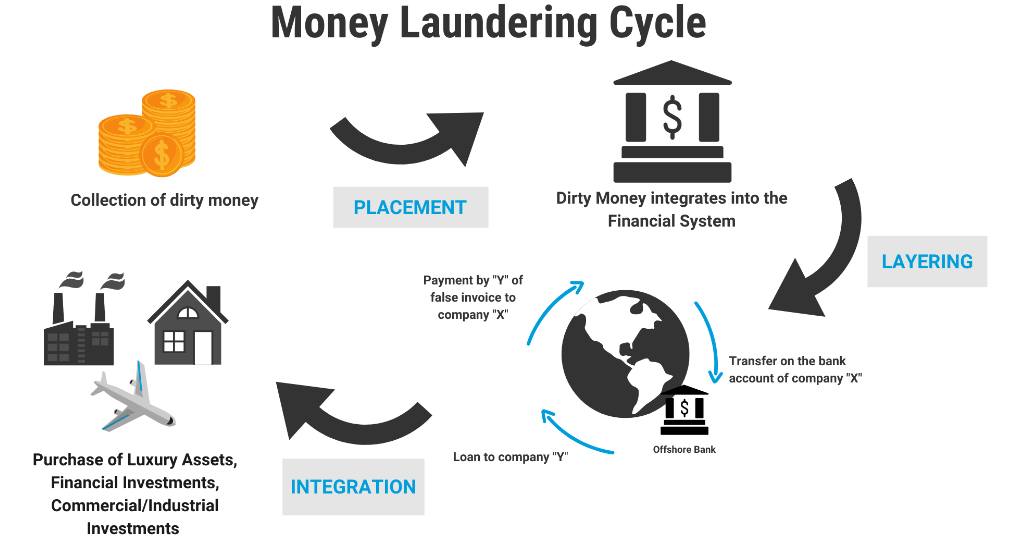 Money Laundering Cycle
Collection of dirty money
PLACEMENT
$
Dirty Money integrates into the
Financial System
LAYERING
Payment by "Y" of
false invoice to
company "X"
Transfer on the bank
account of company "X"
$
Offshore Bank
Loan to company "Y"
INTEGRATION
Purchase of Luxury Assets,
Financial Investments,
Commercial/Industrial
Investments